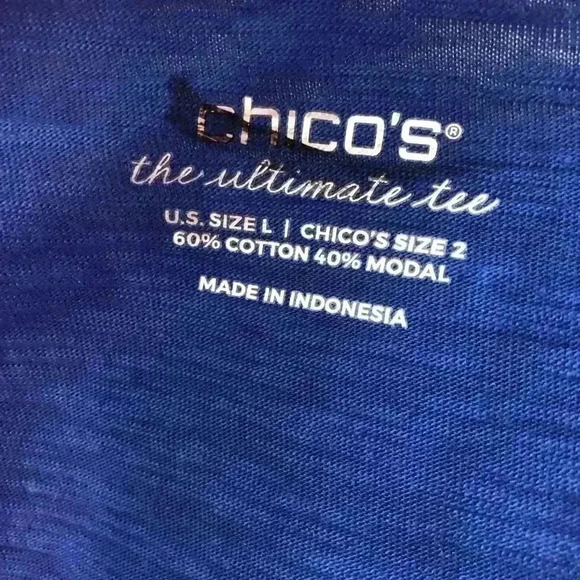 chico's®
the ultimate tee
U.S. SIZE L | CHICO'S SIZE 2
60% COTTON 40% MODAL
MADE IN INDONESIA